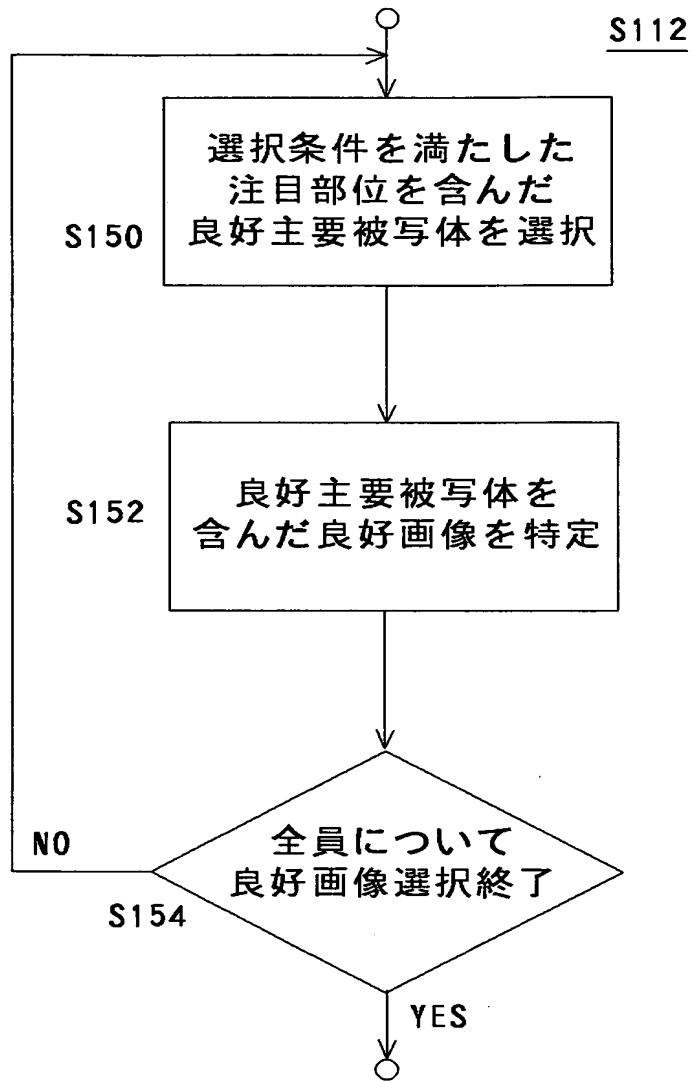 S112
選択条件を満たした
注目部位を含んだ
良好主要被写体を選択
S150
良好主要被写体を
含んだ良好画像を特定
S152
全員について
良好画像選択終了
NO
S154
YES